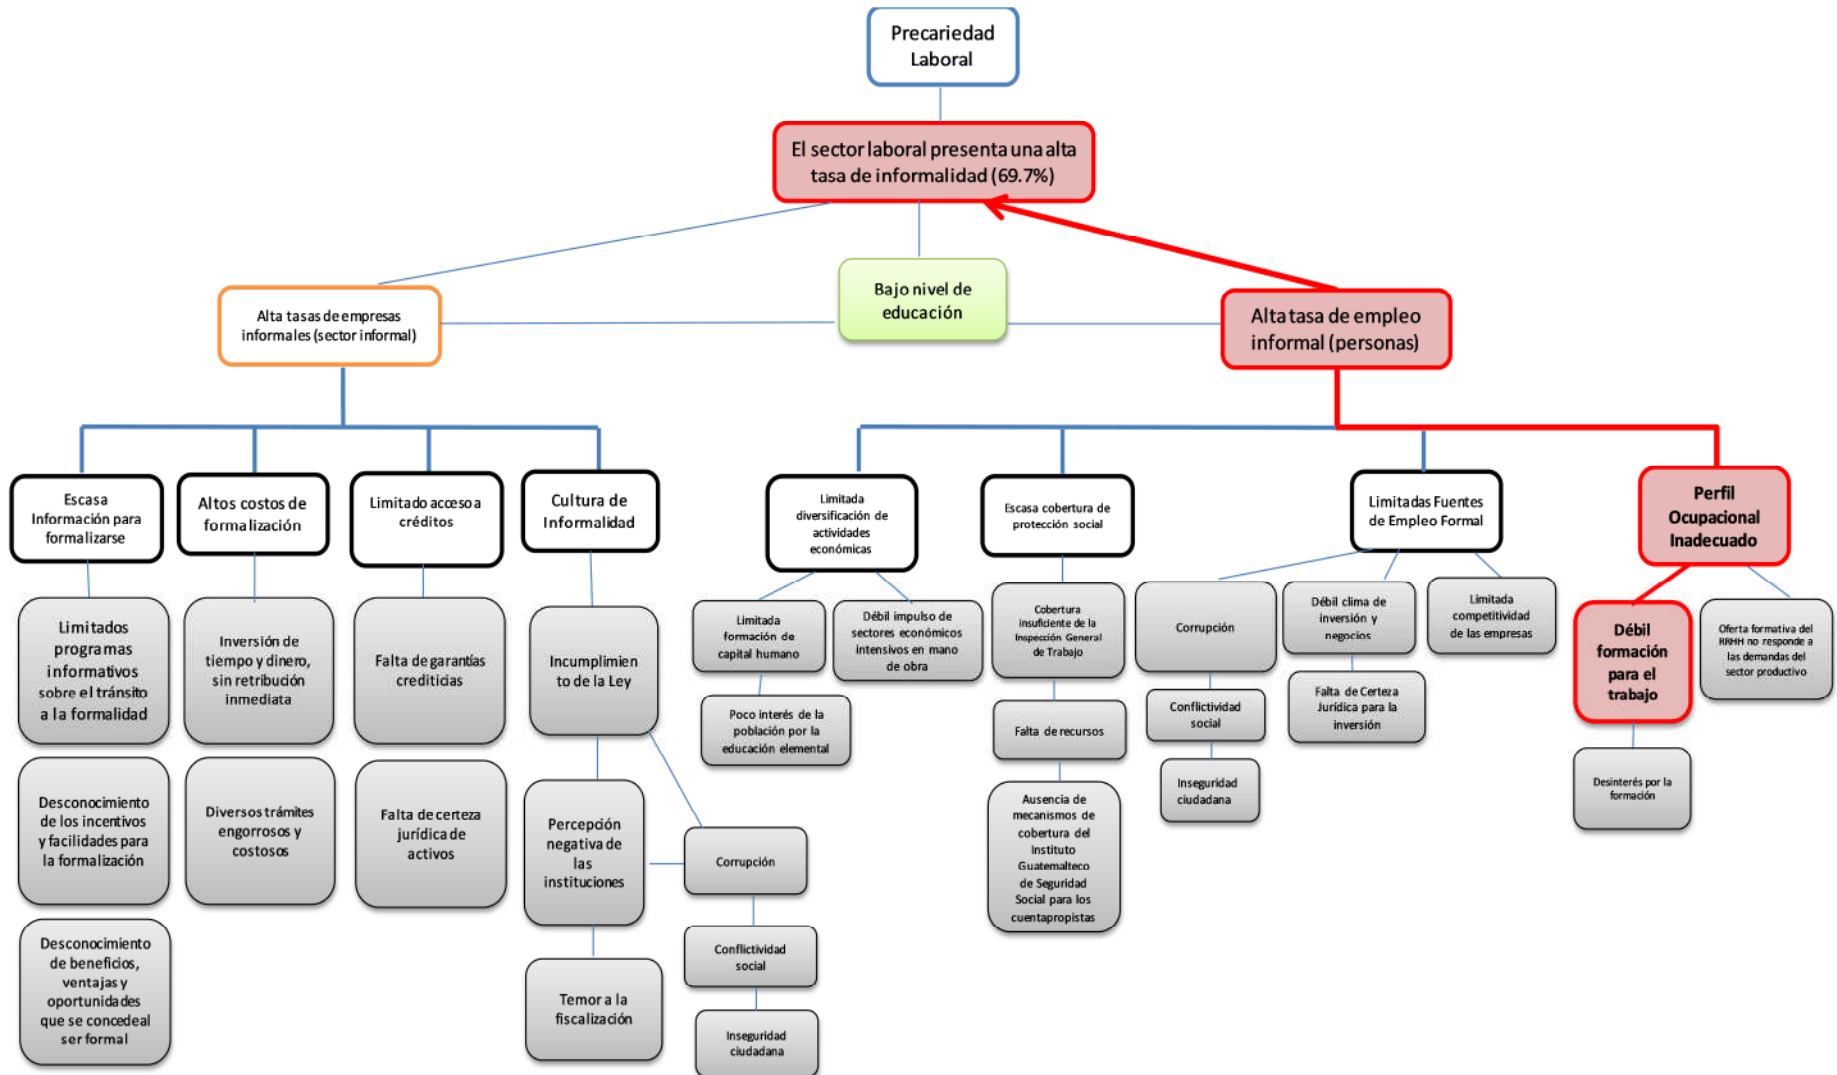 Precariedad
Laboral
El sector laboral presenta una alta
tasa de informalidad (69.7%)
Bajo nivel de
educación
Alta tasas de empresas
informales (sector informal)
Alta tasa de empleo
informal (personas)
Escasa
Información para
formalizarse
Altos costos de
formalización
Limitado acceso a
créditos
Cultura de
Informalidad
Limitada
diversificación de
actividades
económicas
Escasa cobertura de
protección social
Limitadas Fuentes
de Empleo Formal
Perfil
Ocupacional
Inadecuado
Limitados
programas
informativos
sobre el tránsito
a la formalidad
Inversión de
tiempo y dinero,
sin retribución
inmediata
Falta de garantías
crediticias
Incumplimien
to de la Ley
Limitada
formación de
capital humano
Débil impulso de
sectores económicos
intensivos en mano
de obra
Cobertura
insuficiente de la
Inspección General
de Trabajo
Corrupción
Débil clima de
inversión y
negocios
Limitada
competitividad
de las empresas
Débil
formación
para el
trabajo
Oferta formativa del
RRHH no responde a
las demandas del
sector productivo
Poco interés de la
población por la
educación elemental
Falta de recursos
Conflictividad
social
Falta de Certeza
Jurídica para la
inversión
Desinterés por la
formación
Desconocimiento
de los incentivos
y facilidades para
la formalización
Diversos trámites
engorrosos y
costosos
Falta de certeza
jurídica de
activos
Percepción
negativa de
las
instituciones
Corrupción
Ausencia de
mecanismos de
cobertura del
Instituto
Guatemalteco
de Seguridad
Social para los
cuentapropistas
Inseguridad
ciudadana
Desconocimiento
de beneficios,
ventajas y
oportunidades
que se concedeal
ser formal
Temor a la
fiscalización
Conflictividad
social
Inseguridad
ciudadana